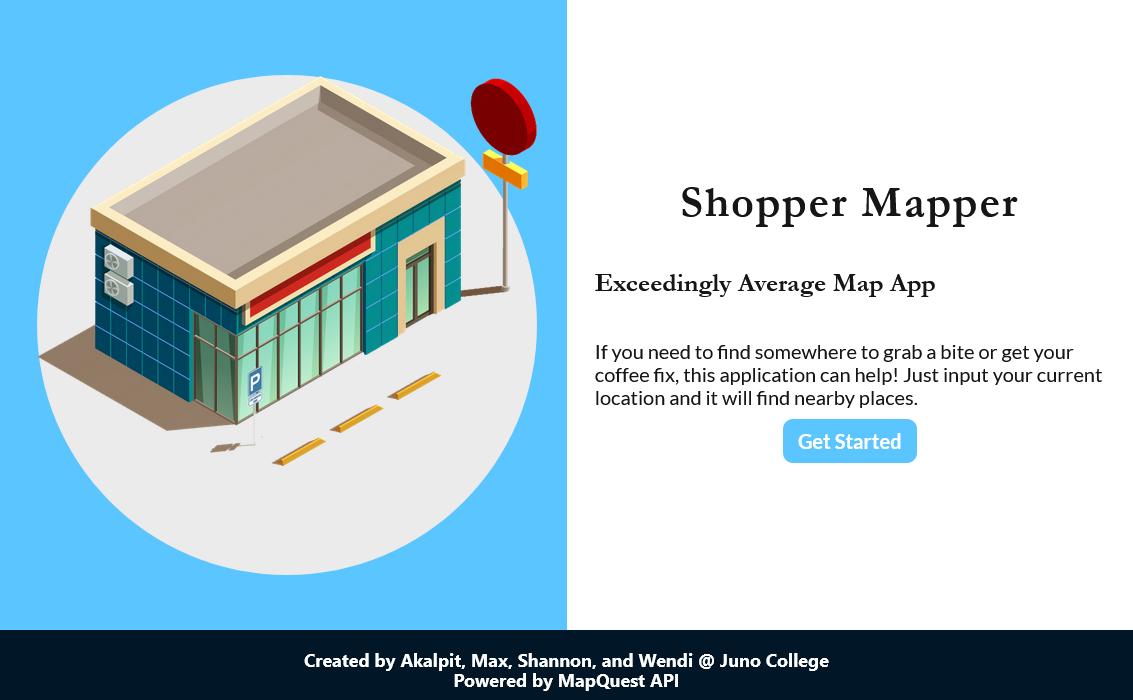 Shopper Mapper
Exceedingly Average Map App
If you need to find somewhere to grab a bite or get your
coffee fix, this application can help! Just input your current
location and it will find nearby places.
Get Started
P
Created by Akalpit, Max, Shannon, and Wendi @ Juno College
Powered by MapQuest API